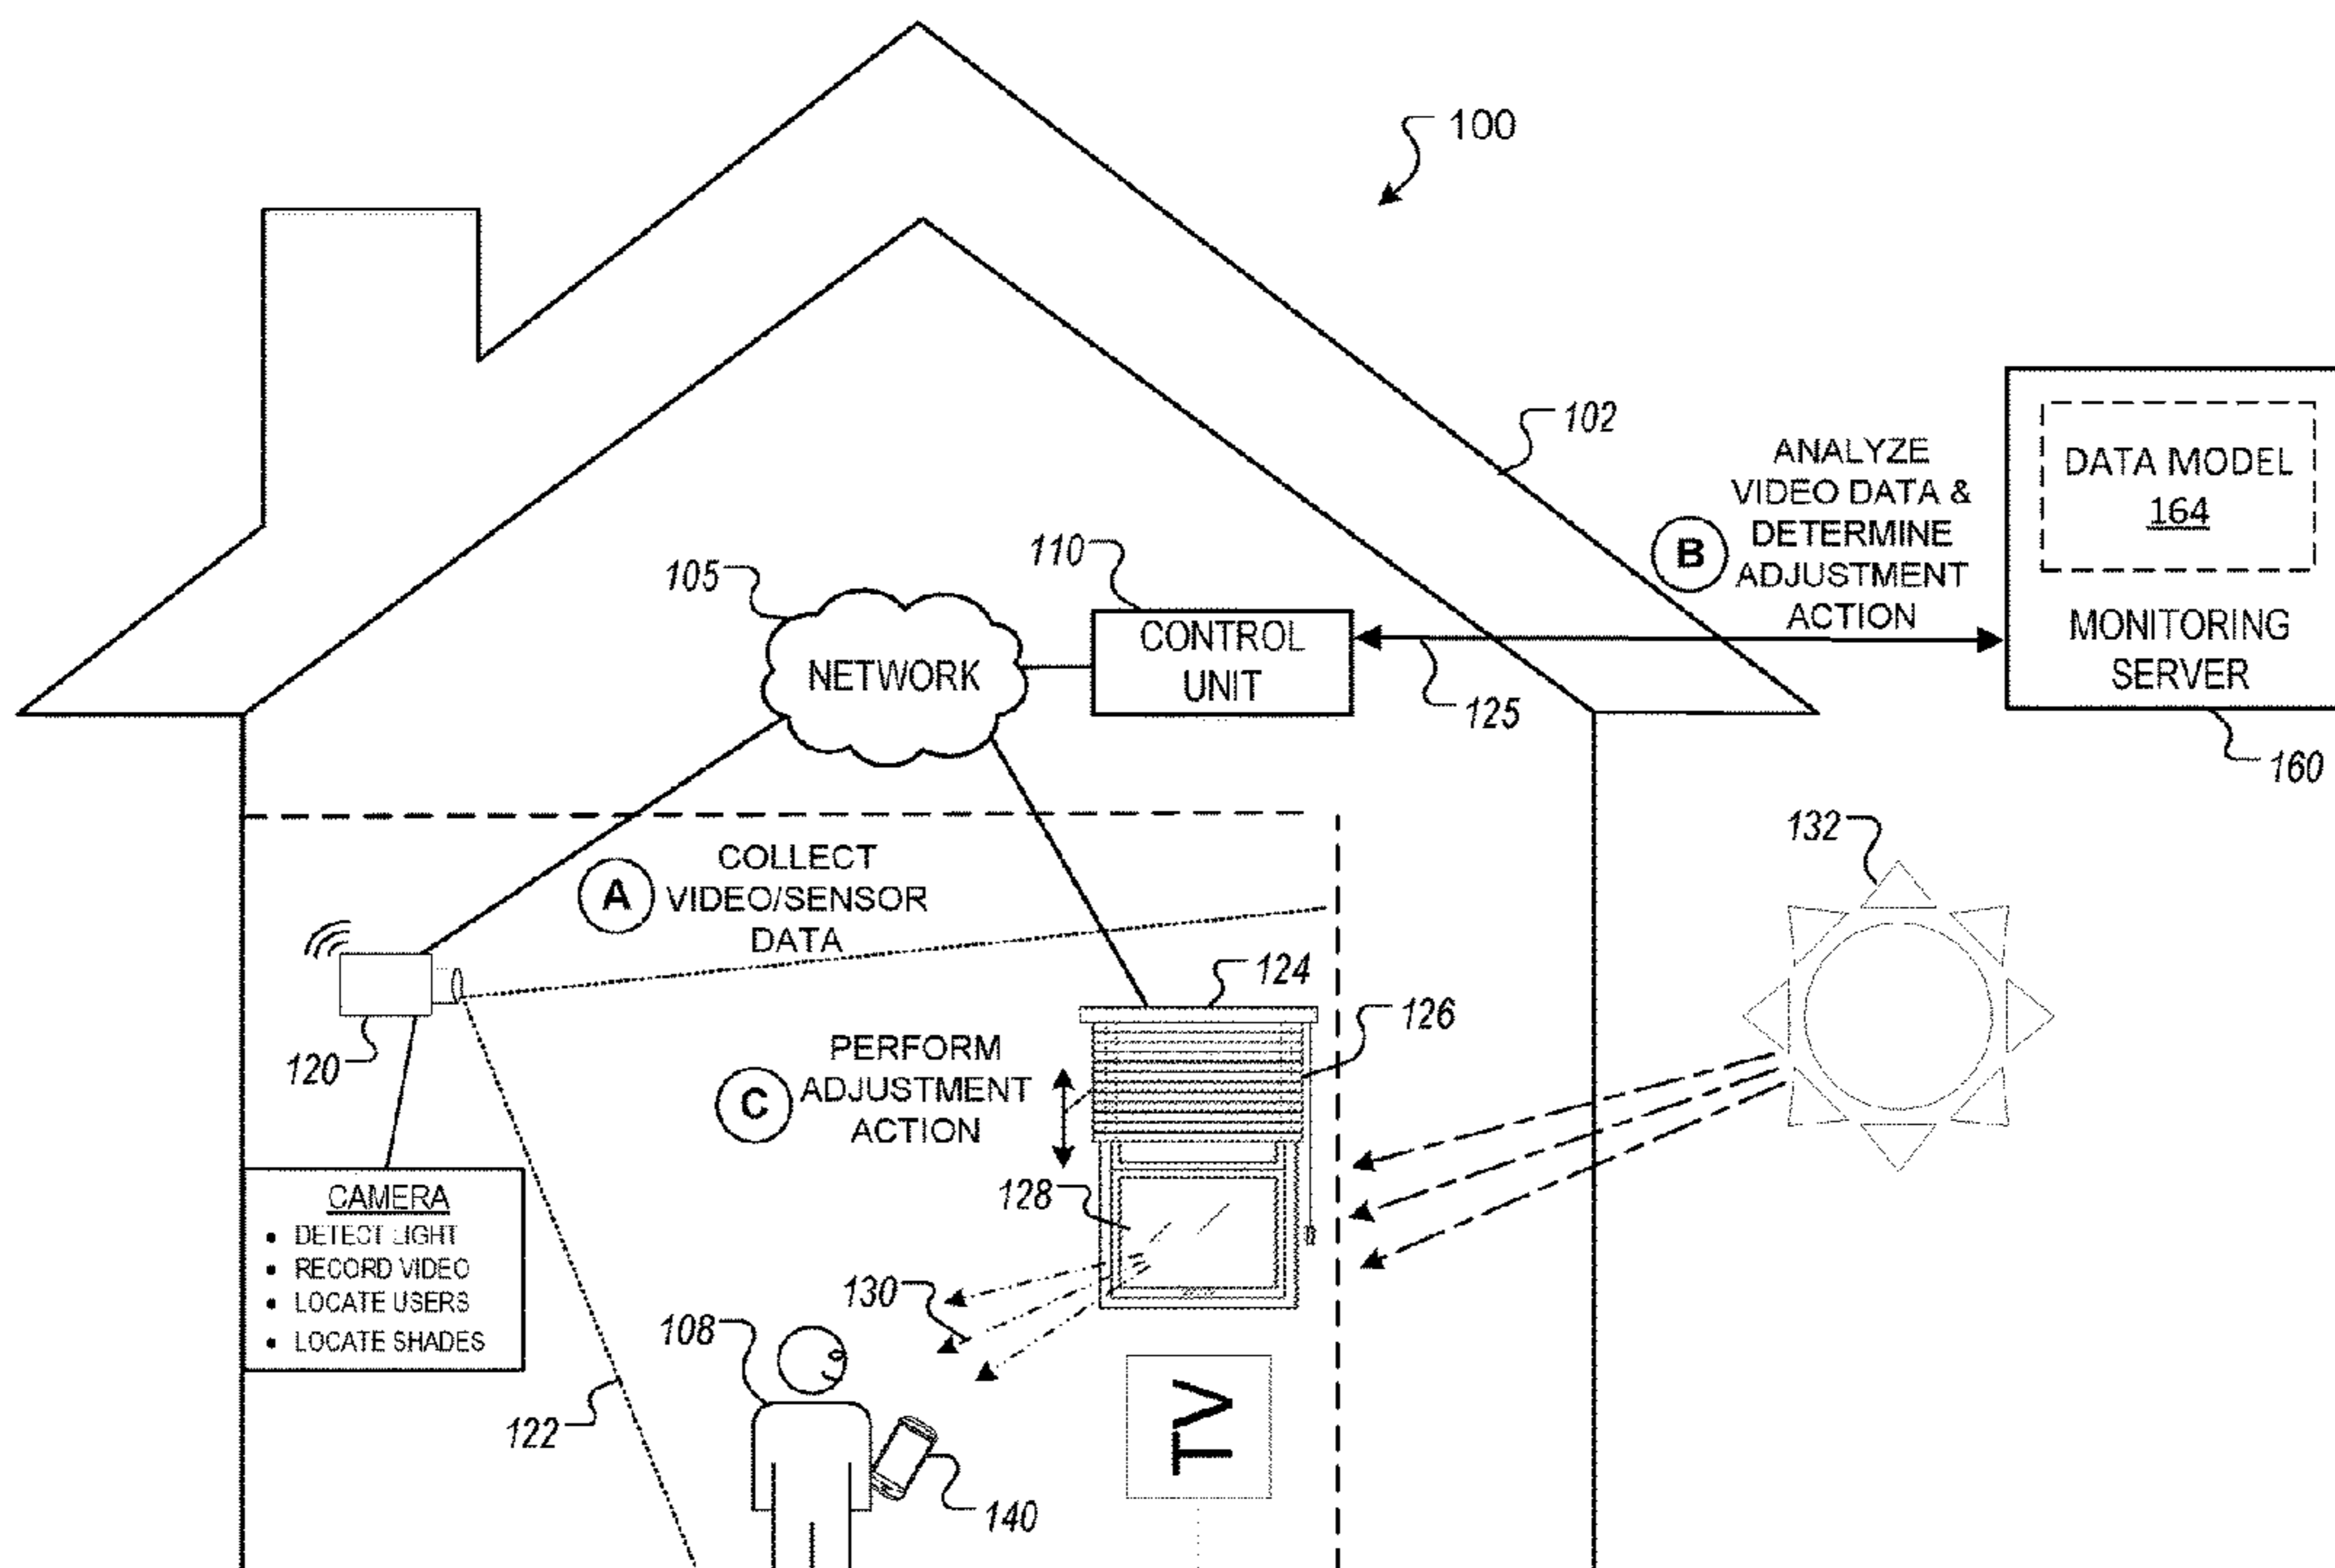 100
102
ANALYZE
VIDEO DATA &
DETERMINE
ADJUSTMENT
ACTION
B
DATA MODEL
164
MONITORING
SERVER
160
105
110
NETWORK
CONTROL
UNIT
125
132
A
COLLECT
VIDEO/SENSOR
DATA
120
124
126
C
PERFORM
ADJUSTMENT
ACTION
CAMERA
• DETECT LIGHT
• RECORD VIDEO
• LOCATE USERS
• LOCATE SHADES
128
130
108
122
140
TV